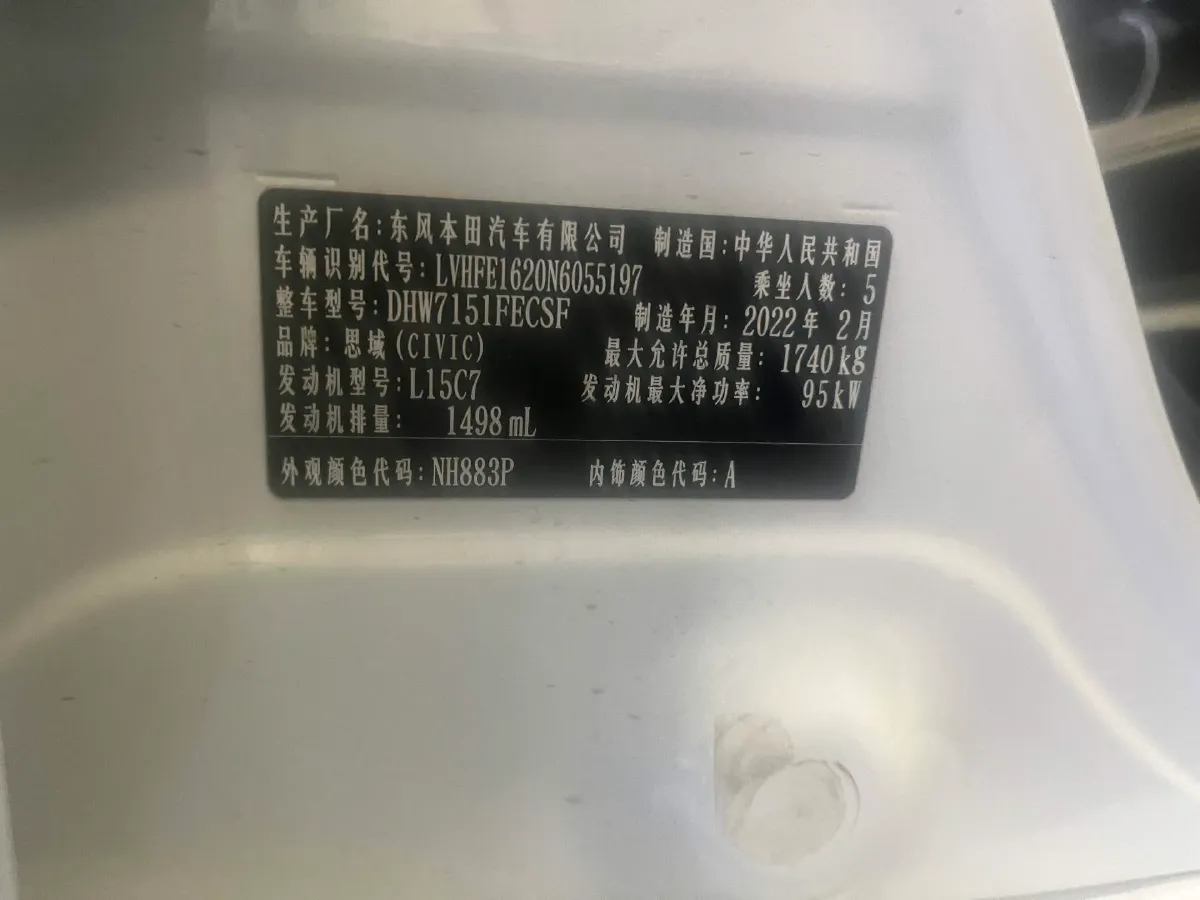 生产厂名:东风本田汽车有限公司 制造国:中华人民共和国
车辆识别代号:LVHFE1620N6055197 乘坐人数:5
整车型号:DHW7151FECSF 制造年月:2022年2月
品牌:思域(CIVIC) 最大允许总质量:1740kg
发动机型号:L15C7 发动机最大净功率:95kW
发动机排量:1498mL
外观颜色代码:NH883P 内饰颜色代码:A